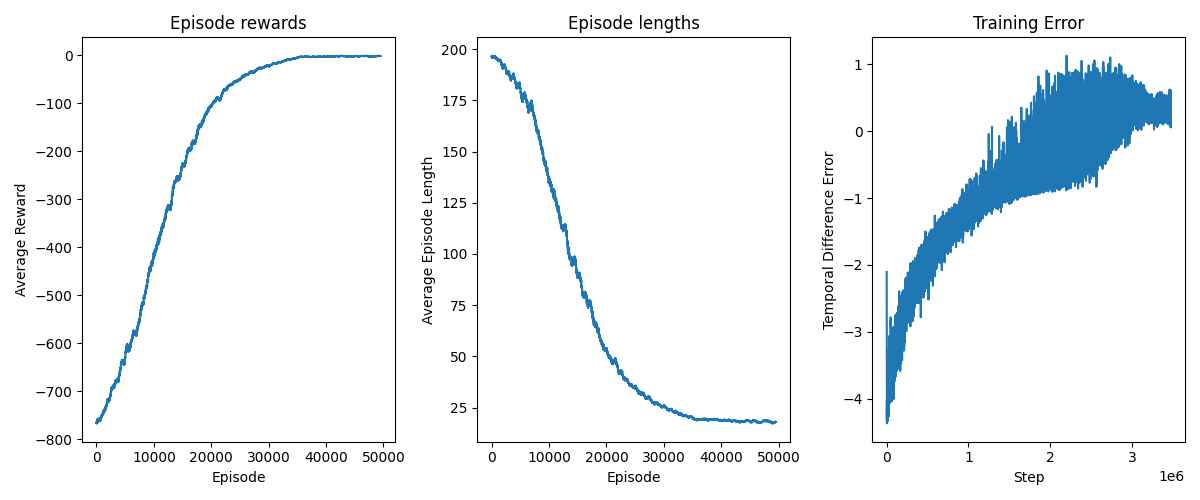 Episode rewards
Average Reward
0
−100
−200
−300
−400
−500
−600
−700
−800
0 10000 20000 30000 40000 50000
Episode
Episode lengths
Average Episode Length
200
175
150
125
100
75
50
25
0 10000 20000 30000 40000 50000
Episode
Training Error
Temporal Difference Error
1
0
−1
−2
−3
−4
0 1 2 3
1e6
Step